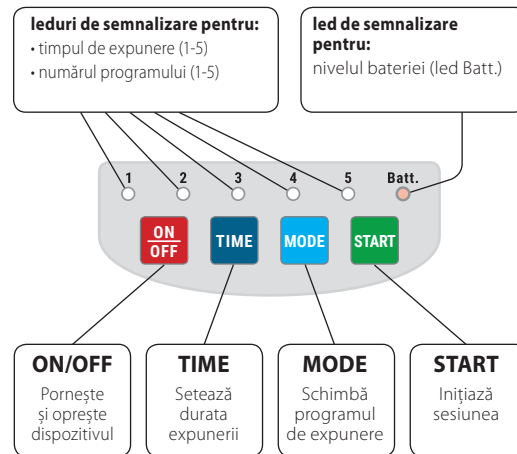 leduri de semnalizare pentru:
• timpul de expunere (1-5)
• numărul programului (1-5)
led de semnalizare
pentru:
nivelul bateriei (led Batt.)
1 2 3 4 5 Batt.
ON
OFF
TIME
MODE
START
ON/OFF
Pornește
și oprește
dispozitivul
TIME
Setează
durata
expunerii
MODE
Schimbă
programul
de expunere
START
Inițiază
sesiunea